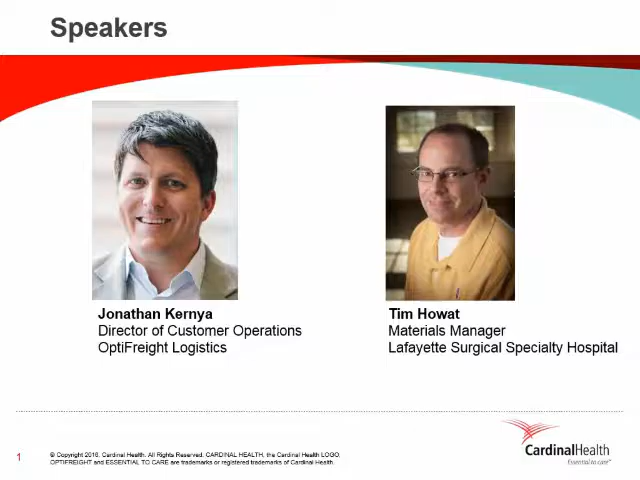 Speakers
Jonathan Kernya
Director of Customer Operations
OptiFreight Logistics
Tim Howat
Materials Manager
Lafayette Surgical Specialty Hospital
1
© Copyright 2016, Cardinal Health. All Rights Reserved. CARDINAL HEALTH, the Cardinal Health LOGO,
OPTIFREIGHT and ESSENTIAL TO CARE are trademarks or registered trademarks of Cardinal Health.
CardinalHealth
Essential to care™